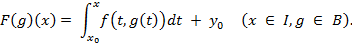 F(g)(x) = ∫_{x_0}^{x} f(t, g(t))dt + y_0 (x ∈ I, g ∈ B).